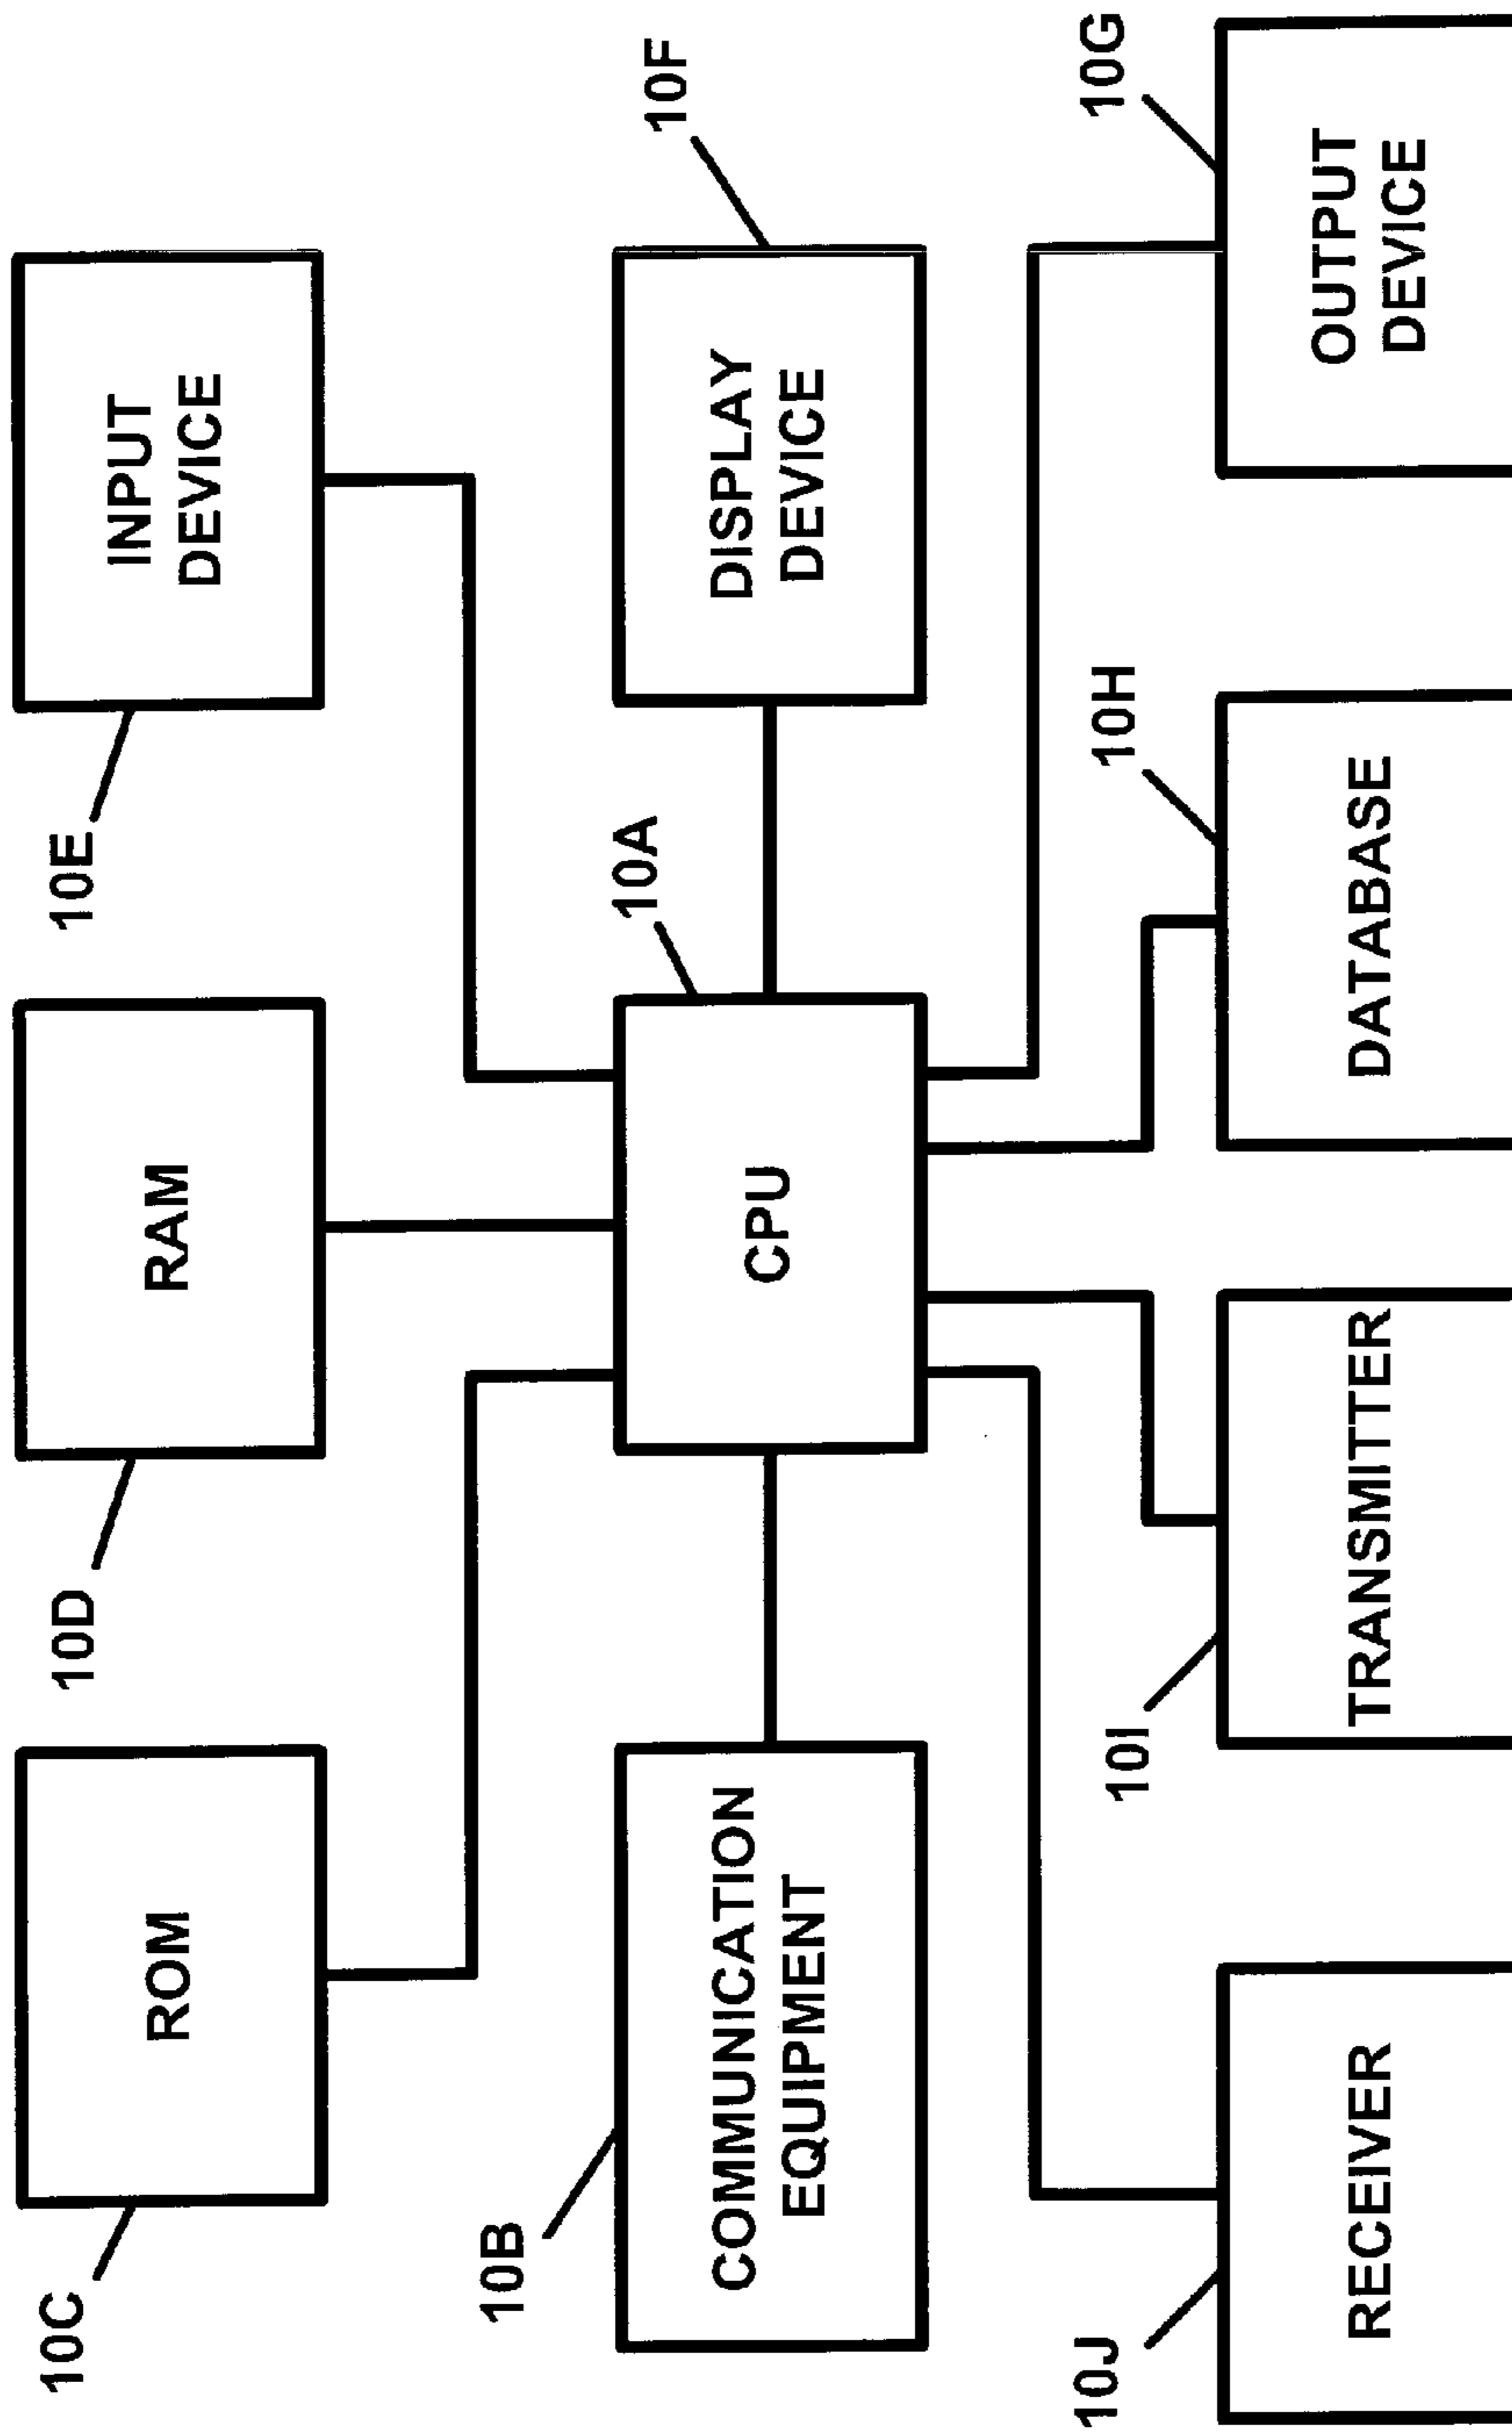 10C
ROM
10D
RAM
10E
INPUT
DEVICE
10B
COMMUNICATION
EQUIPMENT
10A
CPU
10F
DISPLAY
DEVICE
10J
RECEIVER
10I
TRANSMITTER
10H
DATABASE
10G
OUTPUT
DEVICE